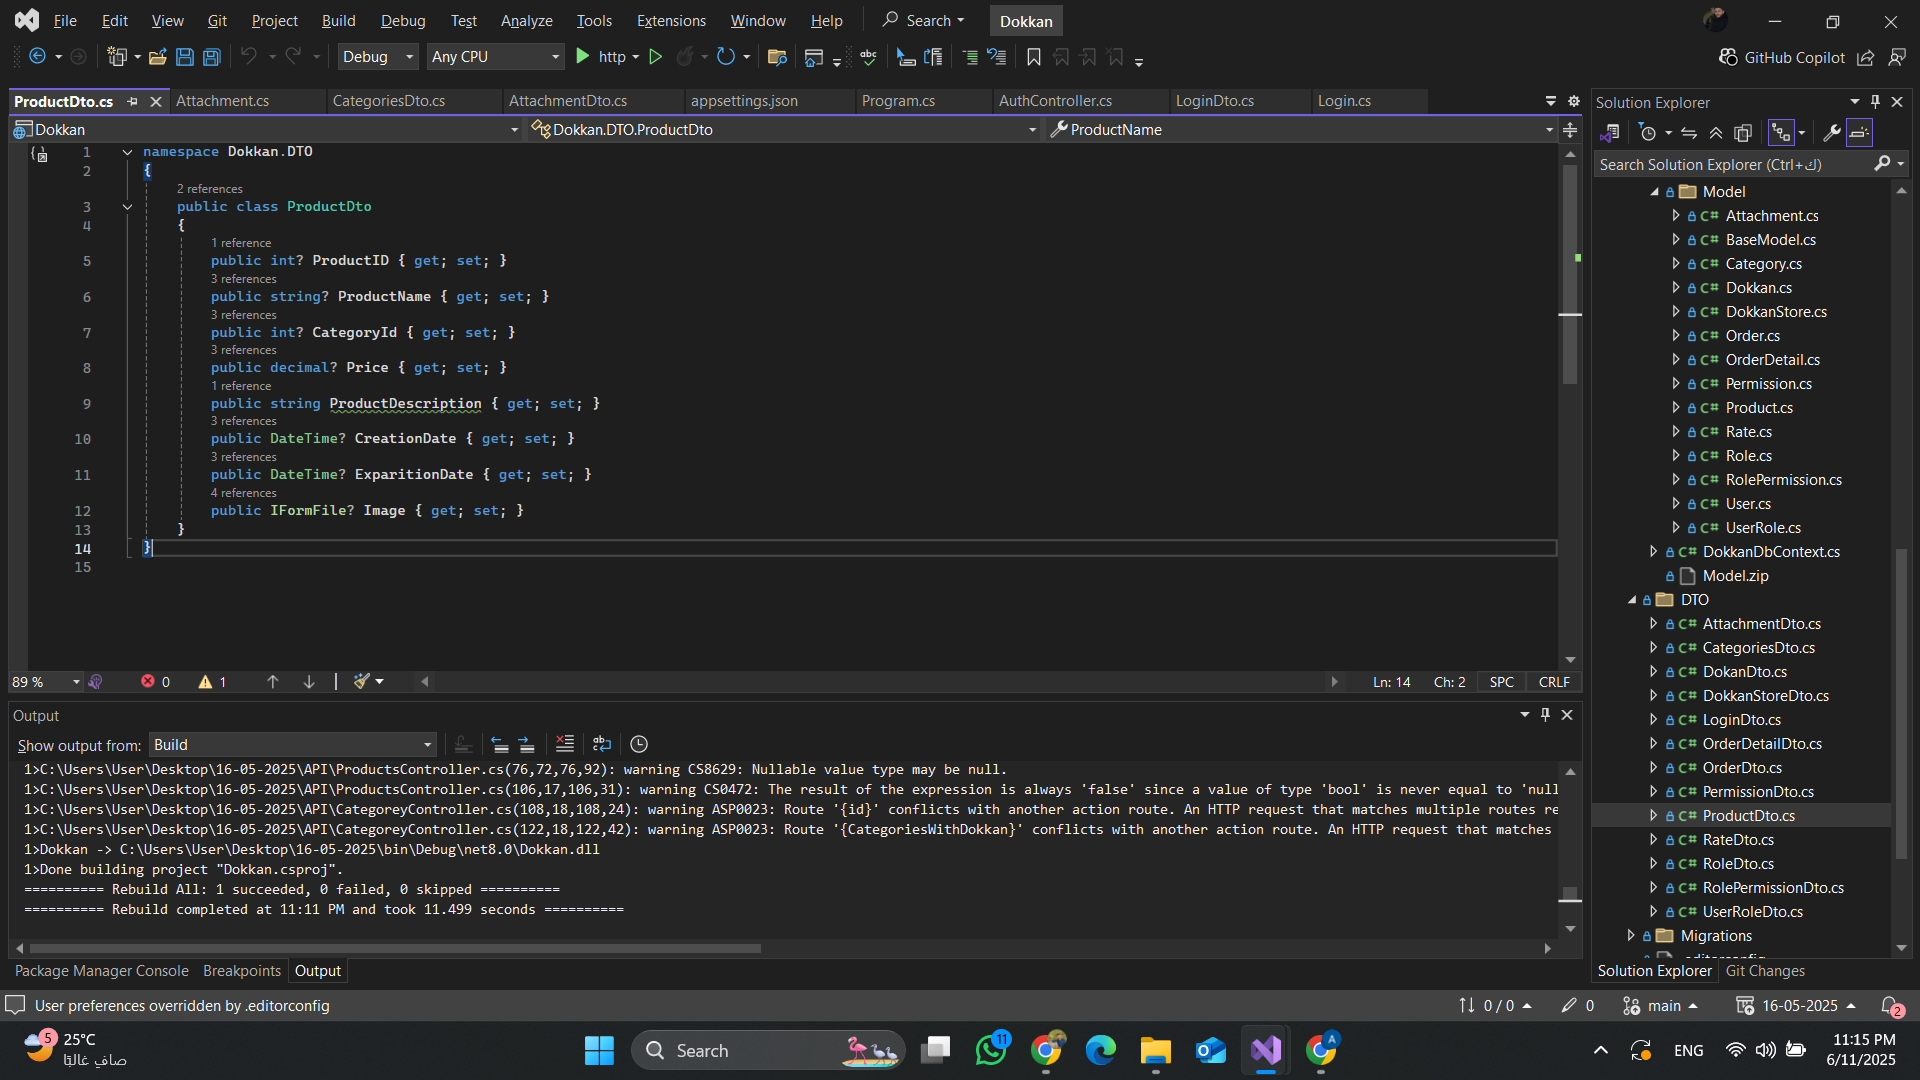 File Edit View Git Project Build Debug Test Analyze Tools Extensions Window Help Search Dokkan
Debug Any CPU http abc GitHub Copilot
ProductDto.cs Attachment.cs CategoriesDto.cs AttachmentDto.cs appsettings.json Program.cs AuthController.cs LoginDto.cs Login.cs
Dokkan Dokkan.DTO.ProductDto ProductName
1 namespace Dokkan.DTO
2 {
2 references
3 public class ProductDto
4 {
1 reference
5 public int? ProductID { get; set; }
3 references
6 public string? ProductName { get; set; }
3 references
7 public int? CategoryId { get; set; }
3 references
8 public decimal? Price { get; set; }
1 reference
9 public string ProductDescription { get; set; }
3 references
10 public DateTime? CreationDate { get; set; }
3 references
11 public DateTime? ExparitionDate { get; set; }
4 references
12 public IFormFile? Image { get; set; }
13 }
14 }
15
89 % 0 1 Ln: 14 Ch: 2 SPC CRLF
Output
Show output from: Build
1>C:\Users\User\Desktop\16-05-2025\API\ProductsController.cs(76,72,76,92): warning CS8629: Nullable value type may be null.
1>C:\Users\User\Desktop\16-05-2025\API\ProductsController.cs(106,17,106,31): warning CS0472: The result of the expression is always 'false' since a value of type 'bool' is never equal to 'null
1>C:\Users\User\Desktop\16-05-2025\API\CategoreyController.cs(108,18,108,24): warning ASP0023: Route '{id}' conflicts with another action route. An HTTP request that matches multiple routes re
1>C:\Users\User\Desktop\16-05-2025\API\CategoreyController.cs(122,18,122,42): warning ASP0023: Route '{CategoriesWithDokkan}' conflicts with another action route. An HTTP request that matches
1>Dokkan -> C:\Users\User\Desktop\16-05-2025\bin\Debug\net8.0\Dokkan.dll
1>Done building project "Dokkan.csproj".
========== Rebuild All: 1 succeeded, 0 failed, 0 skipped ==========
========== Rebuild completed at 11:11 PM and took 11.499 seconds ==========
Package Manager Console Breakpoints Output
Solution Explorer
Search Solution Explorer (Ctrl+ك)
Model
C# Attachment.cs
C# BaseModel.cs
C# Category.cs
C# Dokkan.cs
C# DokkanStore.cs
C# Order.cs
C# OrderDetail.cs
C# Permission.cs
C# Product.cs
C# Rate.cs
C# Role.cs
C# RolePermission.cs
C# User.cs
C# UserRole.cs
C# DokkanDbContext.cs
Model.zip
DTO
C# AttachmentDto.cs
C# CategoriesDto.cs
C# DokanDto.cs
C# DokkanStoreDto.cs
C# LoginDto.cs
C# OrderDetailDto.cs
C# OrderDto.cs
C# PermissionDto.cs
C# ProductDto.cs
C# RateDto.cs
C# RoleDto.cs
C# RolePermissionDto.cs
C# UserRoleDto.cs
Migrations
.editorconfig
Solution Explorer Git Changes
User preferences overridden by .editorconfig 0 / 0 0 main 16-05-2025 2
5 25°C
صافٍ غالبًا
Search 11 A ENG 11:15 PM
6/11/2025